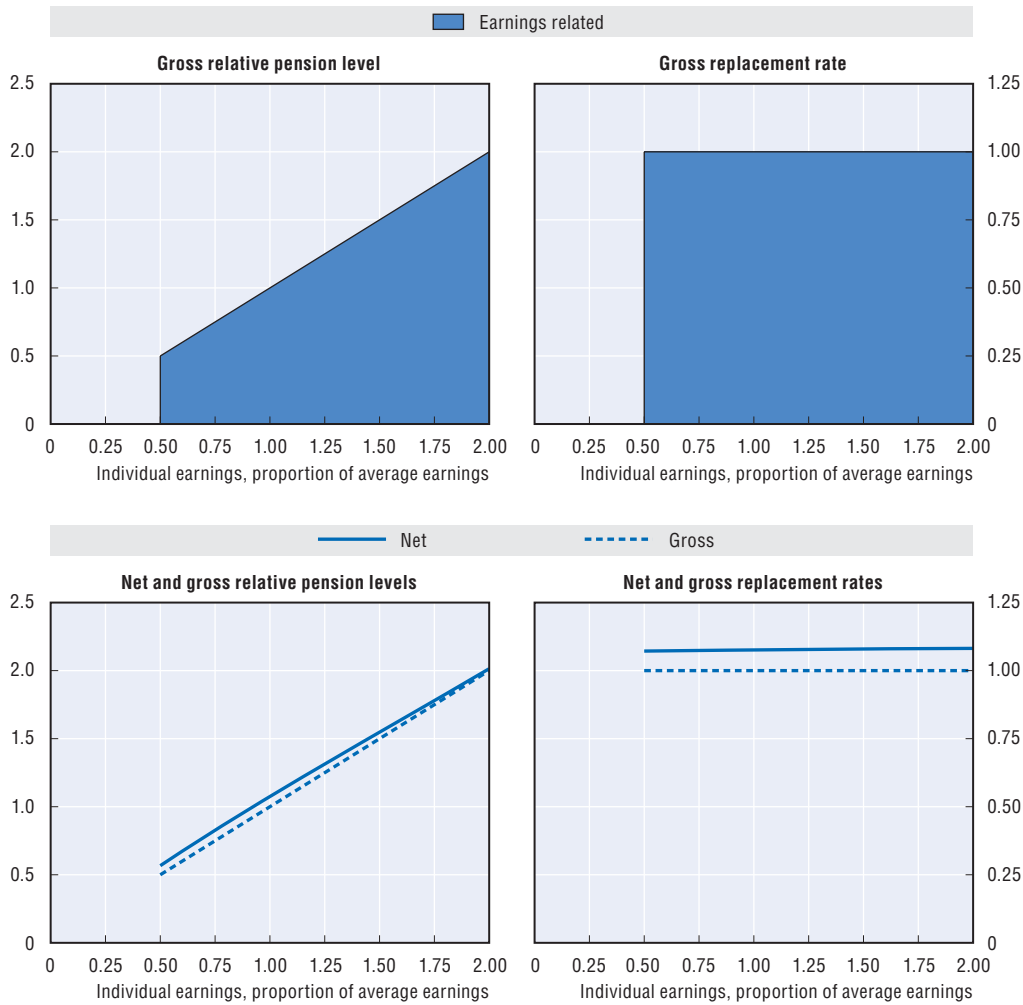 Earnings related
Gross relative pension level
Gross replacement rate
2.5
2.0
1.5
1.0
0.5
0
1.25
1.00
0.75
0.50
0.25
0
0 0.25 0.50 0.75 1.00 1.25 1.50 1.75 2.00
0 0.25 0.50 0.75 1.00 1.25 1.50 1.75 2.00
Individual earnings, proportion of average earnings
Individual earnings, proportion of average earnings
Net Gross
Net and gross relative pension levels
Net and gross replacement rates
2.5
2.0
1.5
1.0
0.5
0
1.25
1.00
0.75
0.50
0.25
0
0 0.25 0.50 0.75 1.00 1.25 1.50 1.75 2.00
0 0.25 0.50 0.75 1.00 1.25 1.50 1.75 2.00
Individual earnings, proportion of average earnings
Individual earnings, proportion of average earnings